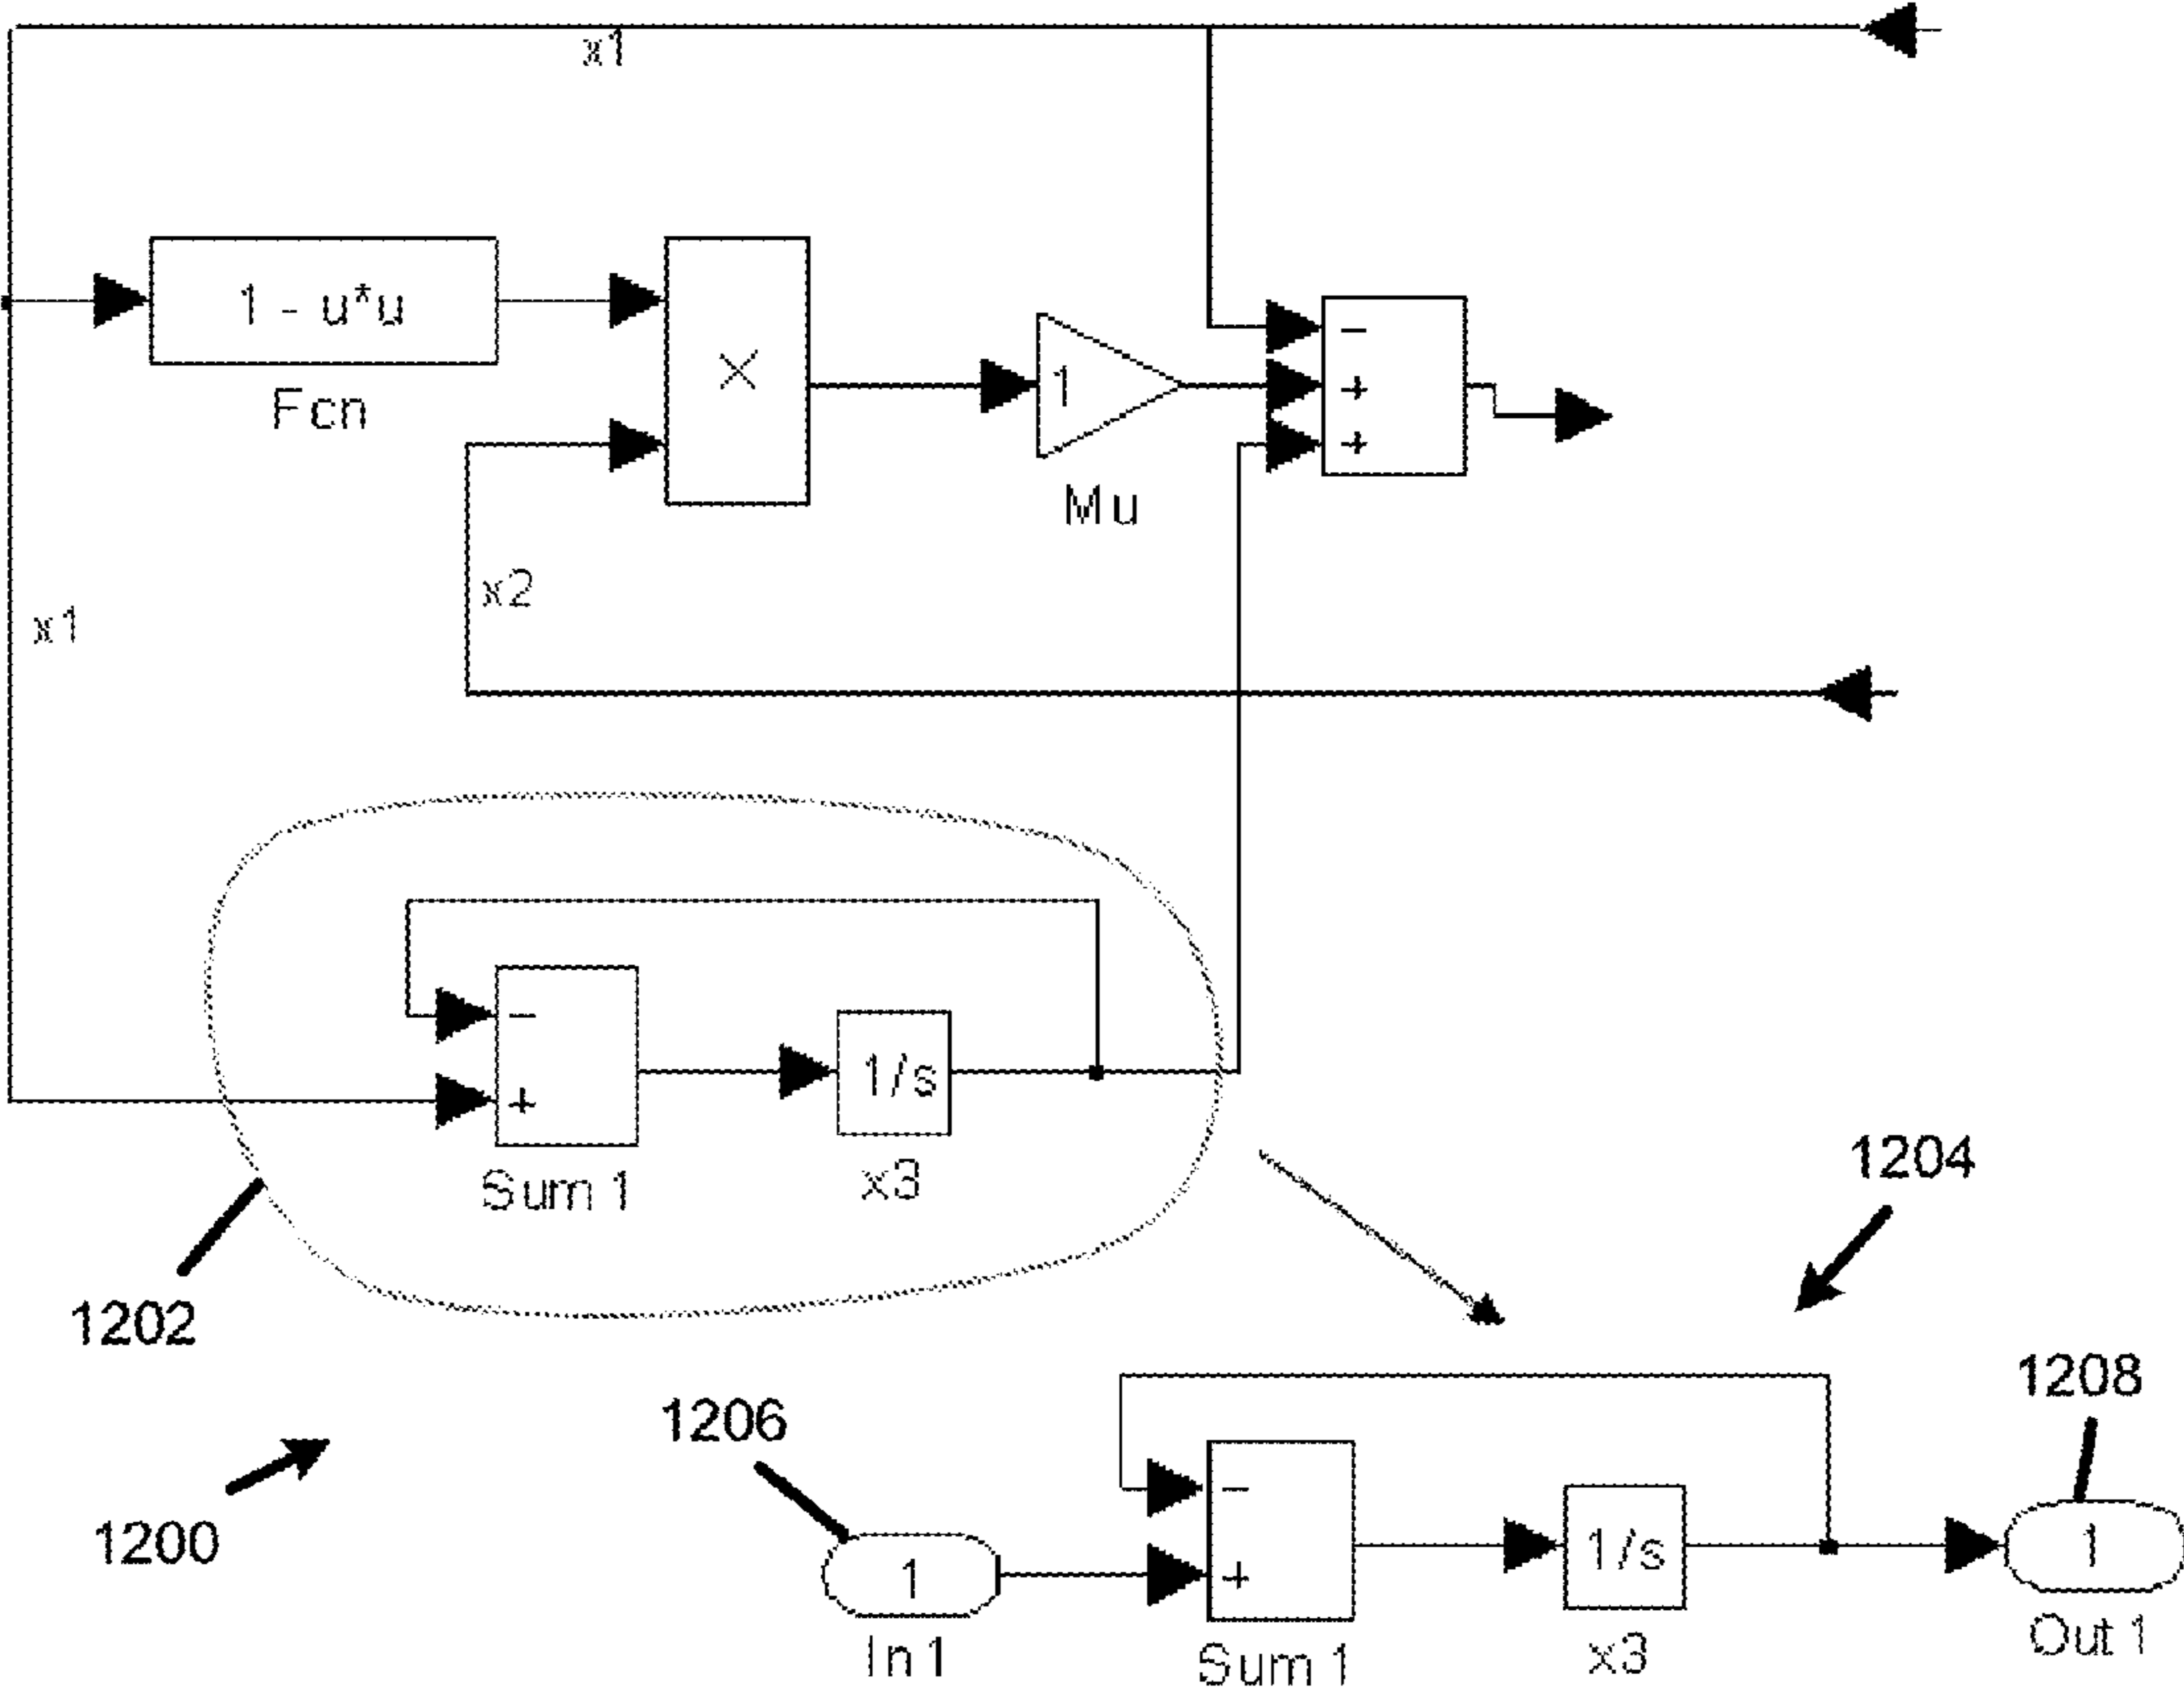 x1
1 - u*u
Fcn
×
1
Mu
−
+
+
x2
x1
−
+
1/s
Sum 1
x3
1204
1202
1208
1206
1200
−
+
1/s
1
1
In 1
Sum 1
x3
Out 1